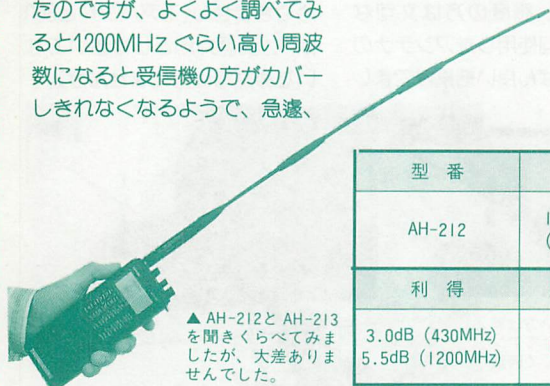 たのですが、よくよく調べてみ
ると1200MHz ぐらい高い周波
数になると受信機の方がカバー
しきれなくなるようで、急遽、
▲ AH-212と AH-213
を聞きくらべてみま
したが、大差ありま
せんでした。
型 番
AH-212
利 得
3.0dB (430MHz)
5.5dB (1200MHz)